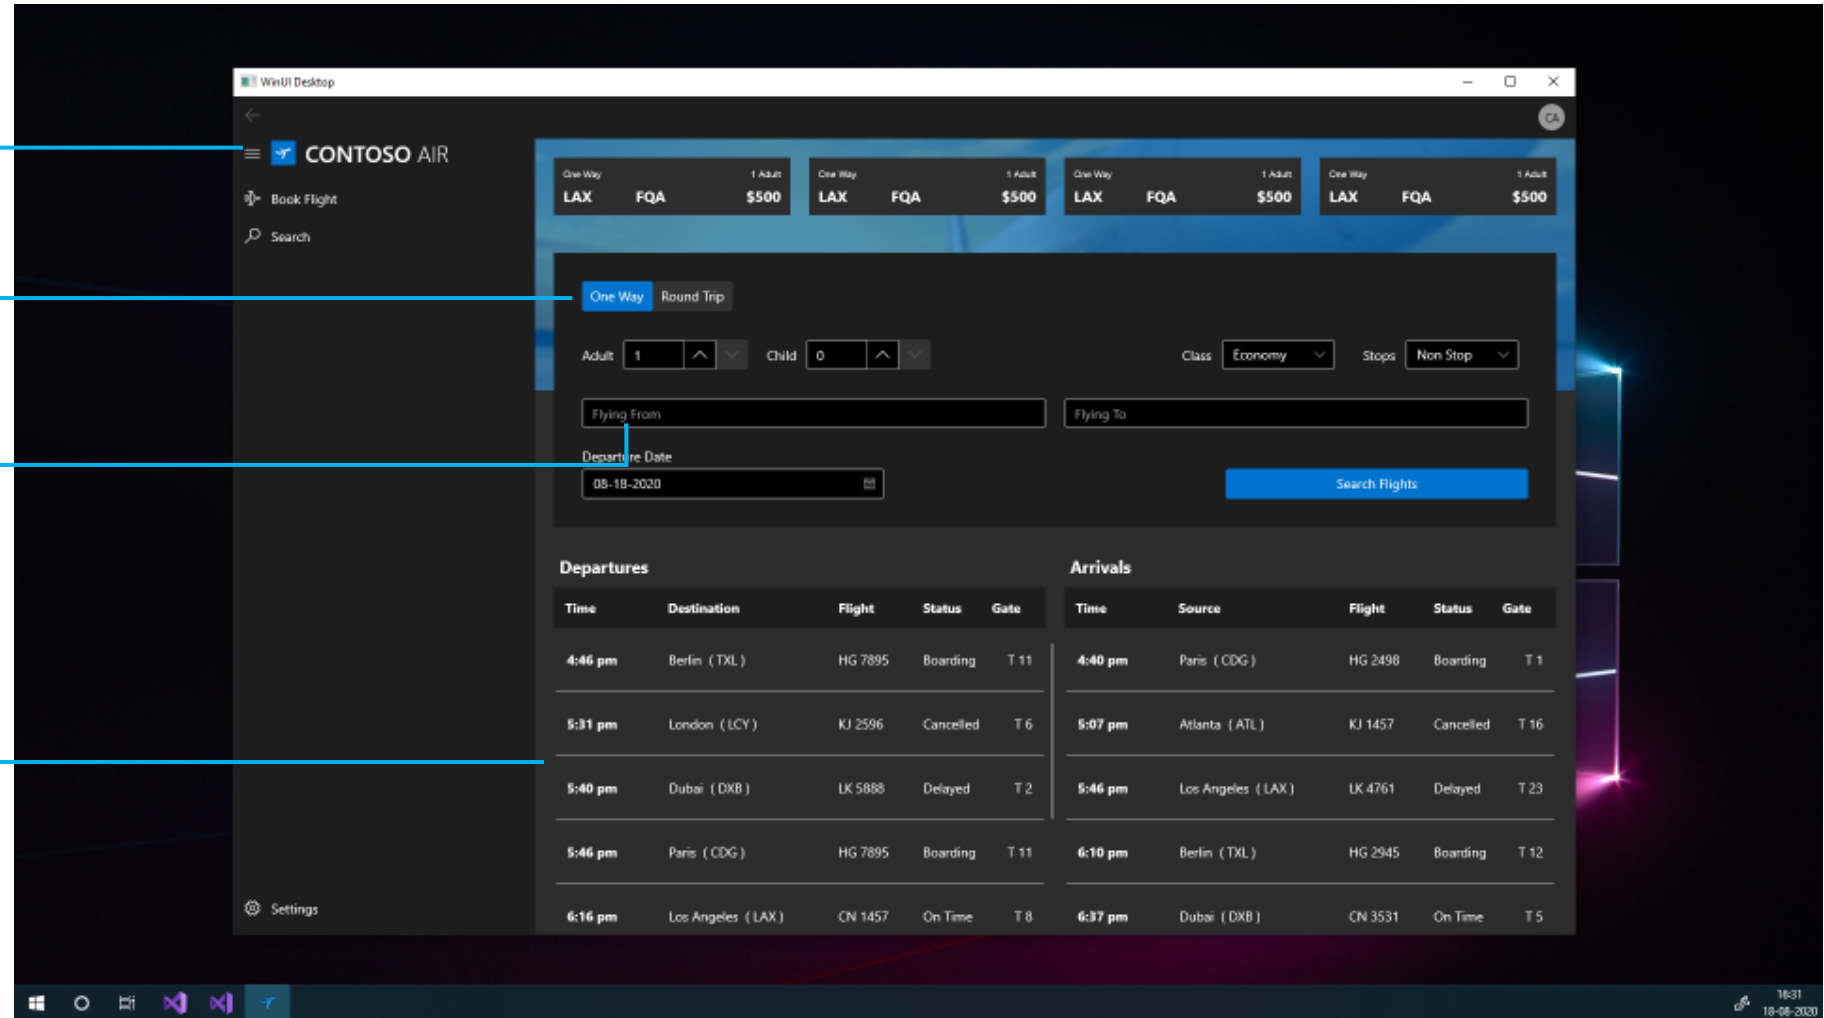 WinUI Desktop
CA
CONTOSO AIR
Book Flight
Search
One Way 1 Adult
LAX FQA $500
One Way 1 Adult
LAX FQA $500
One Way 1 Adult
LAX FQA $500
One Way 1 Adult
LAX FQA $500
One Way Round Trip
Adult 1 Child 0 Class Economy Stops Non Stop
Flying From Flying To
Departure Date
08-18-2020 Search Flights
Departures
Time Destination Flight Status Gate
4:46 pm Berlin (TXL) HG 7895 Boarding T 11
5:31 pm London (LCY) KJ 2596 Cancelled T 6
5:40 pm Dubai (DXB) LK 5888 Delayed T 2
5:46 pm Paris (CDG) HG 7895 Boarding T 11
6:16 pm Los Angeles (LAX) CN 1457 On Time T 8
Arrivals
Time Source Flight Status Gate
4:40 pm Paris (CDG) HG 2498 Boarding T 1
5:07 pm Atlanta (ATL) KJ 1457 Cancelled T 16
5:46 pm Los Angeles (LAX) LK 4761 Delayed T 23
6:10 pm Berlin (TXL) HG 2945 Boarding T 12
6:37 pm Dubai (DXB) CN 3531 On Time T 5
Settings
16:31
18-08-2020